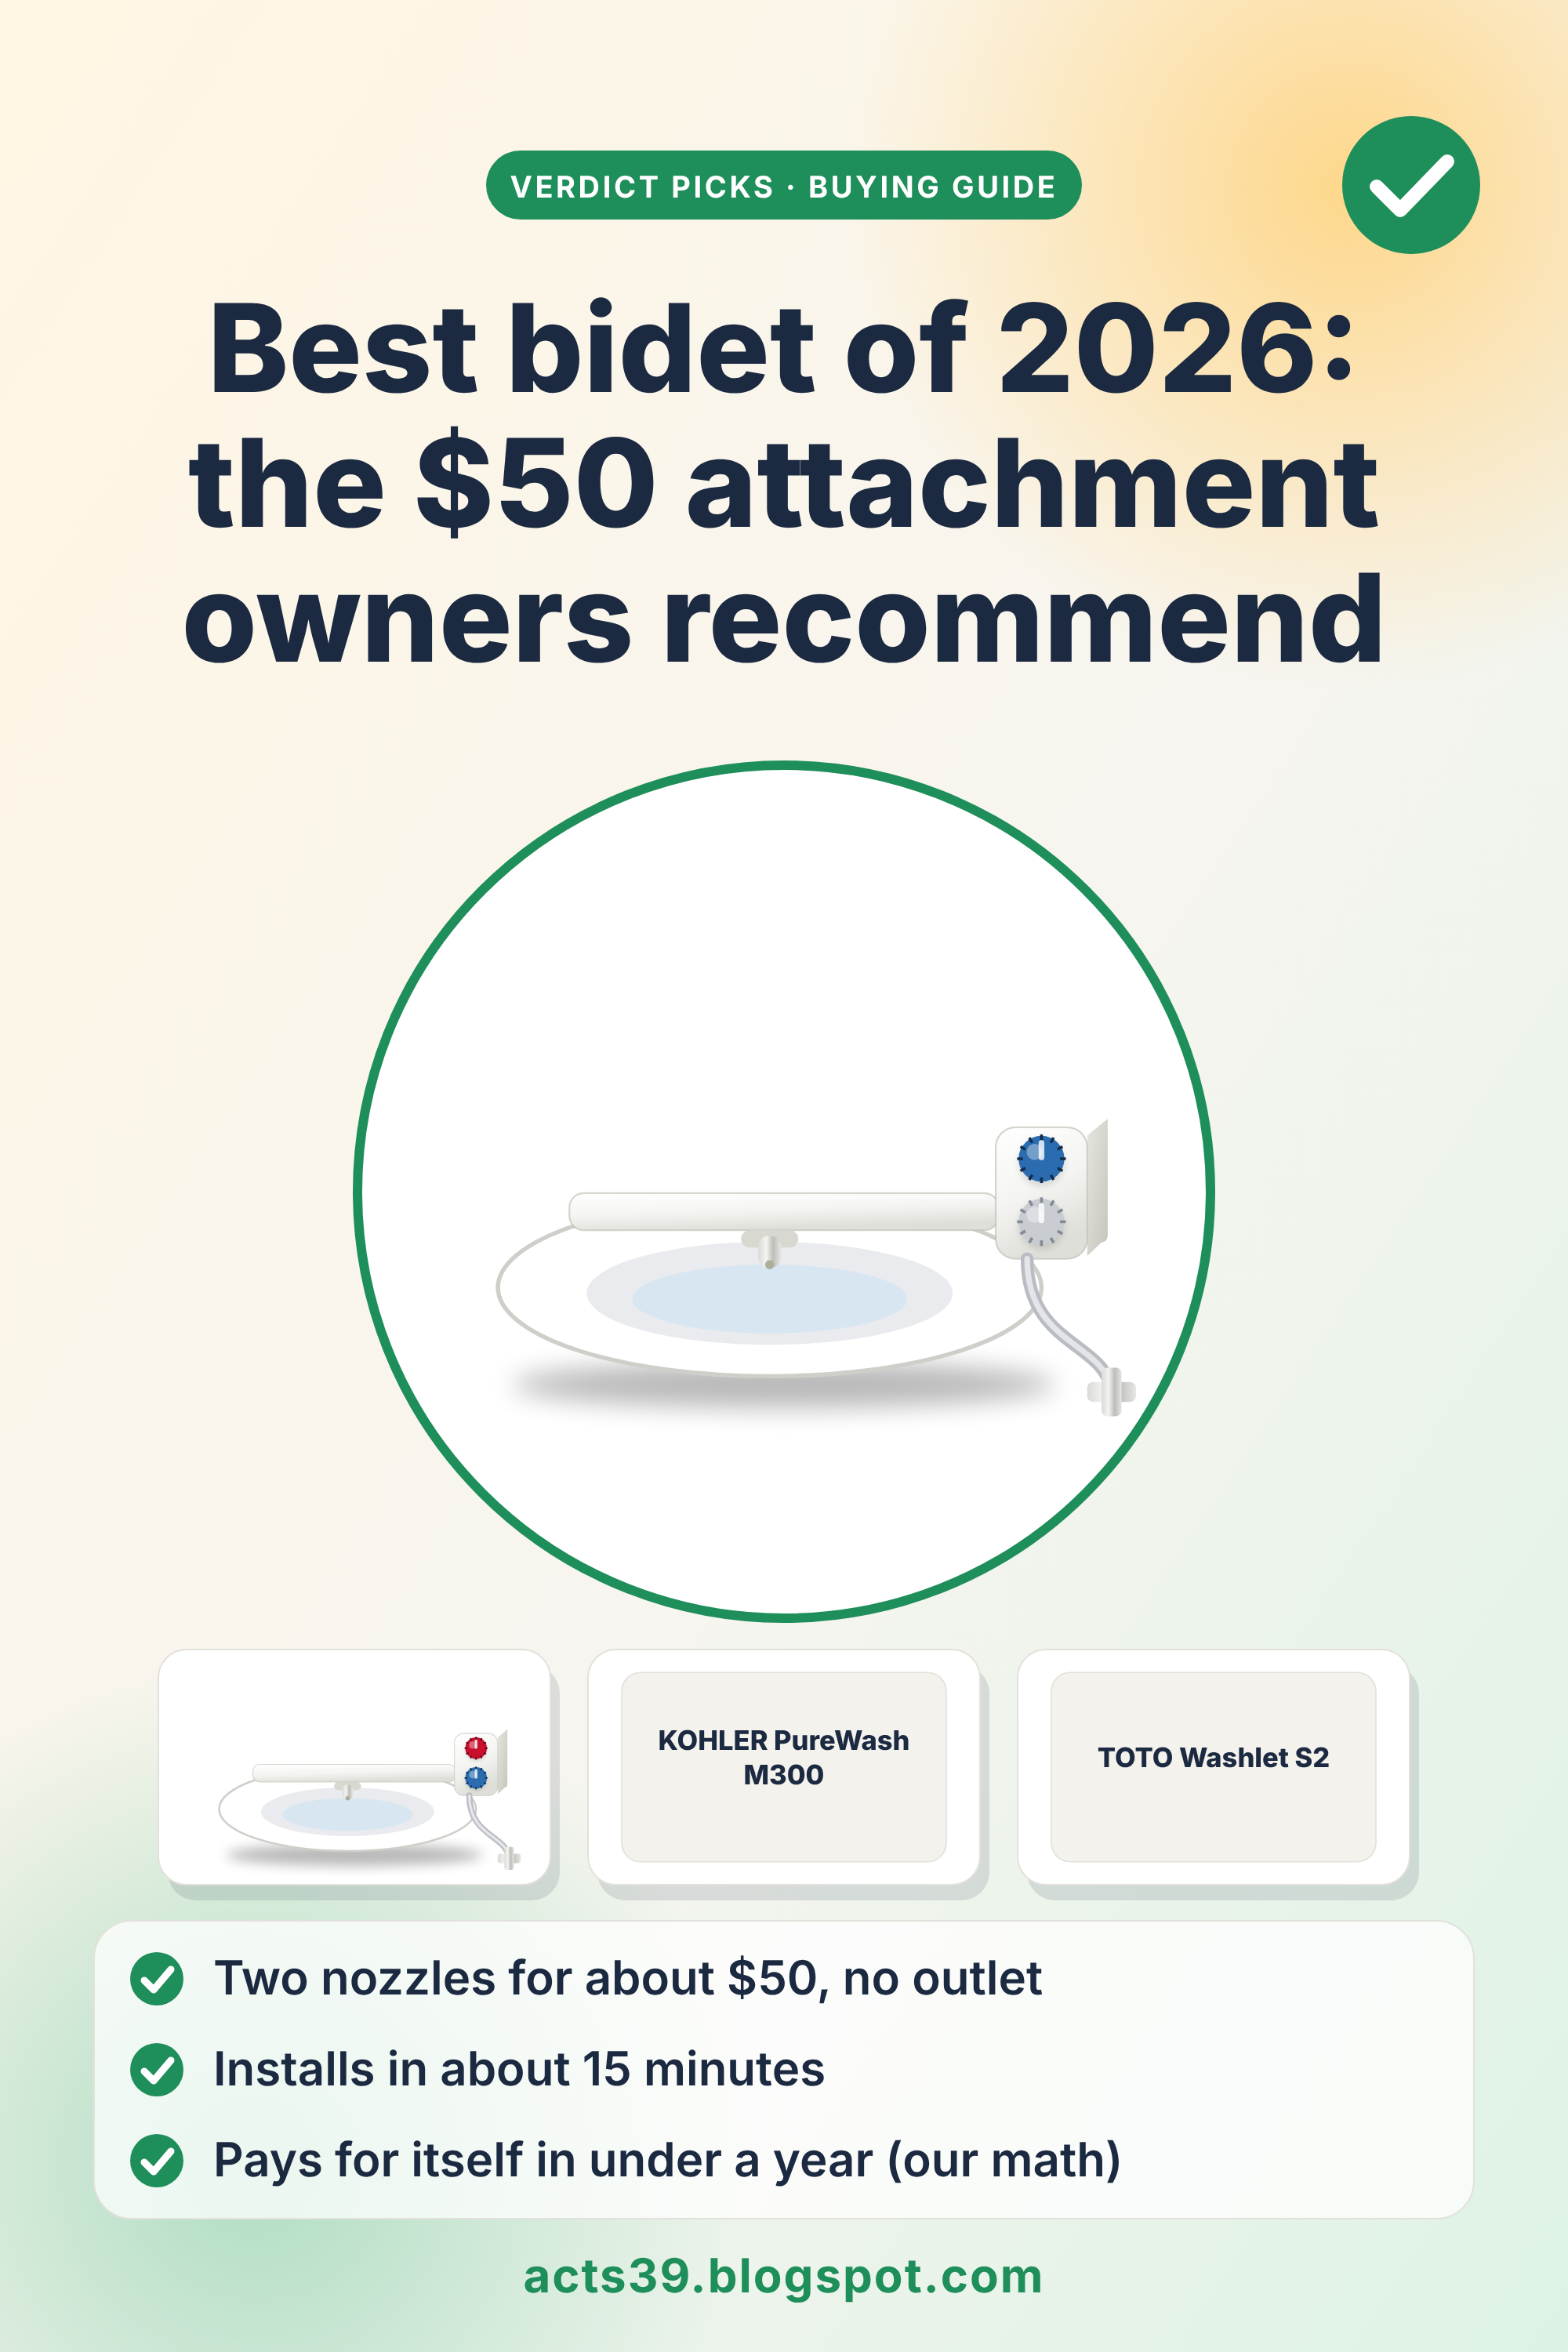 VERDICT PICKS · BUYING GUIDE
Best bidet of 2026:
the $50 attachment
owners recommend
KOHLER PureWash
M300
TOTO Washlet S2
Two nozzles for about $50, no outlet
Installs in about 15 minutes
Pays for itself in under a year (our math)
acts39.blogspot.com